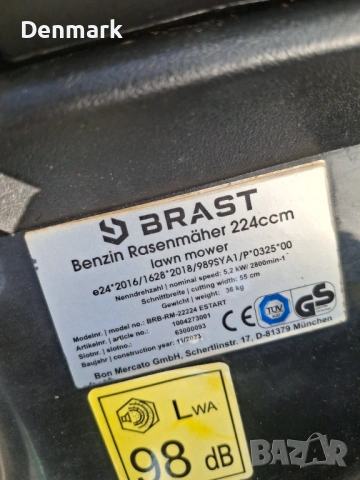 Denmark
BRAST
Benzin Rasenmäher 224ccm
lawn mower
e24*2016/1628*2018/989SYA1/P*0325*00
Nenndrehzahl / nominal speed: 5,2 kW/ 2800min-1
Schnittbreite / cutting width: 55 cm
Gewicht / weight: 36 kg
Modelnr. / model no.: BRB-RM-22224 ESTART
Artikelnr. / article no.: 1004273001
Slotnr. / slotno.: 63000093
Baujahr / construction year: 11/2023
Bon Mercato GmbH, Schertlinstr. 17, D-81379 München
TÜV
GS
LWA
98 dB
BAZAR